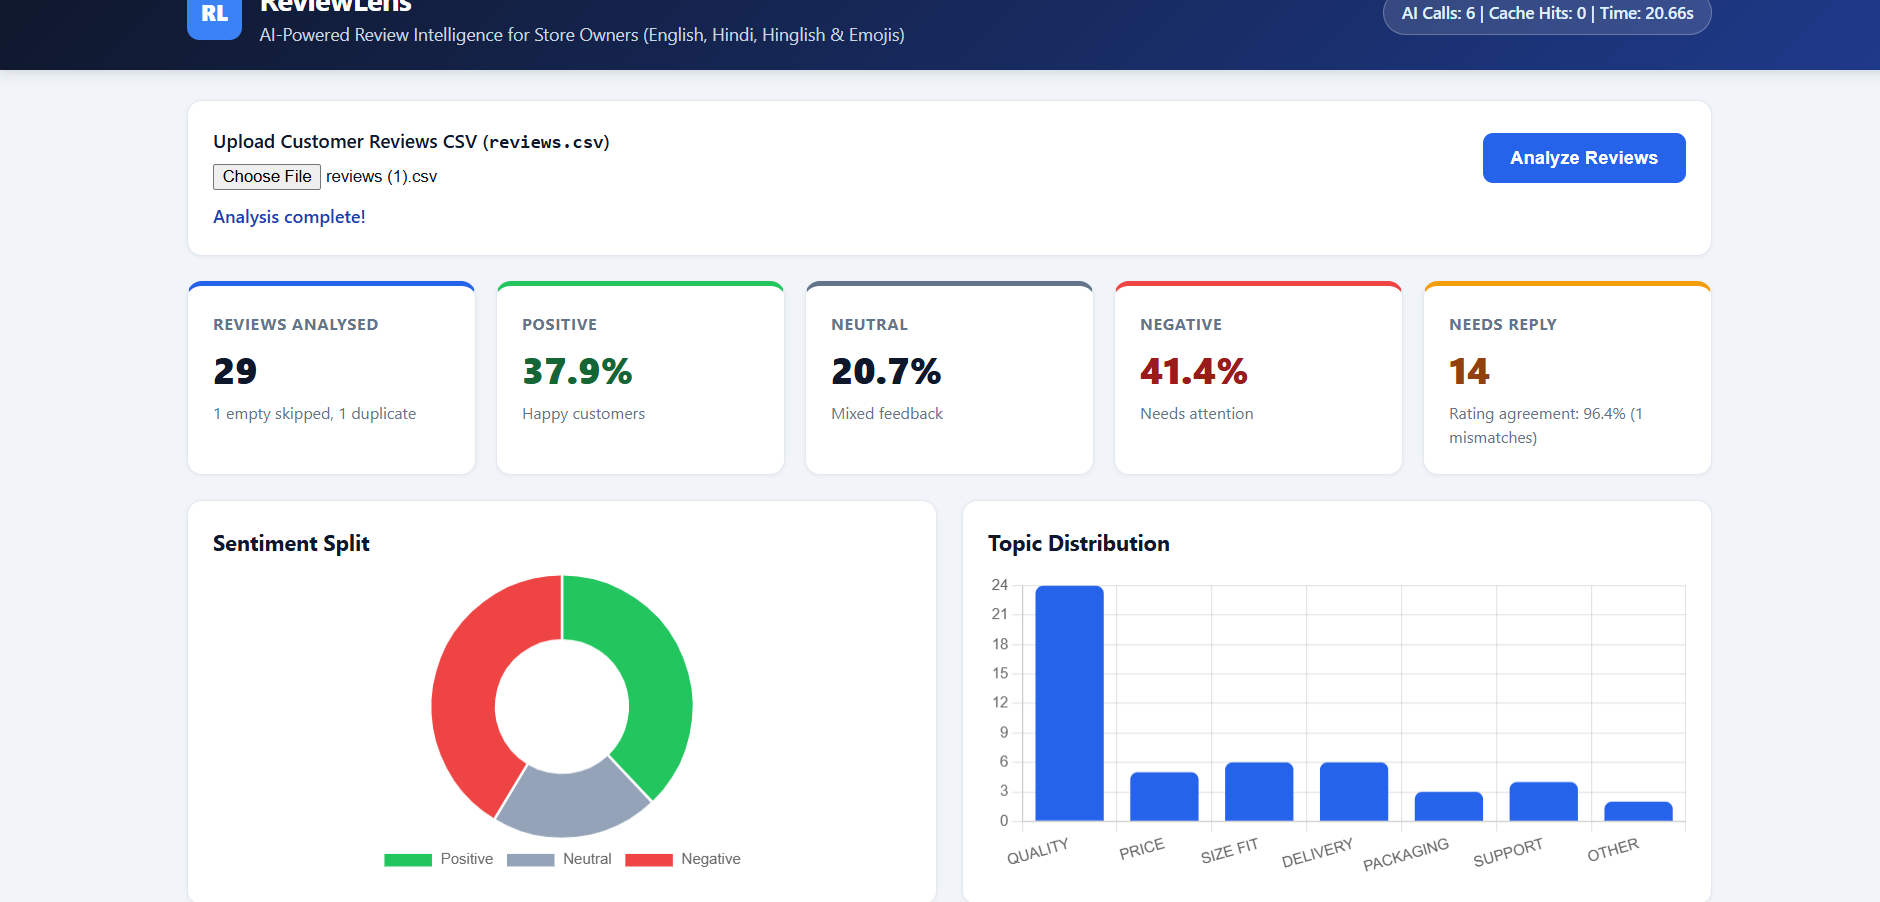 RL
ReviewLens
AI-Powered Review Intelligence for Store Owners (English, Hindi, Hinglish & Emojis)
AI Calls: 6 | Cache Hits: 0 | Time: 20.66s
Upload Customer Reviews CSV (reviews.csv)
Choose File reviews (1).csv
Analysis complete!
Analyze Reviews
REVIEWS ANALYSED
29
1 empty skipped, 1 duplicate
POSITIVE
37.9%
Happy customers
NEUTRAL
20.7%
Mixed feedback
NEGATIVE
41.4%
Needs attention
NEEDS REPLY
14
Rating agreement: 96.4% (1
mismatches)
Sentiment Split
Positive Neutral Negative
Topic Distribution
24
21
18
15
12
9
6
3
0
QUALITY PRICE SIZE FIT DELIVERY PACKAGING SUPPORT OTHER